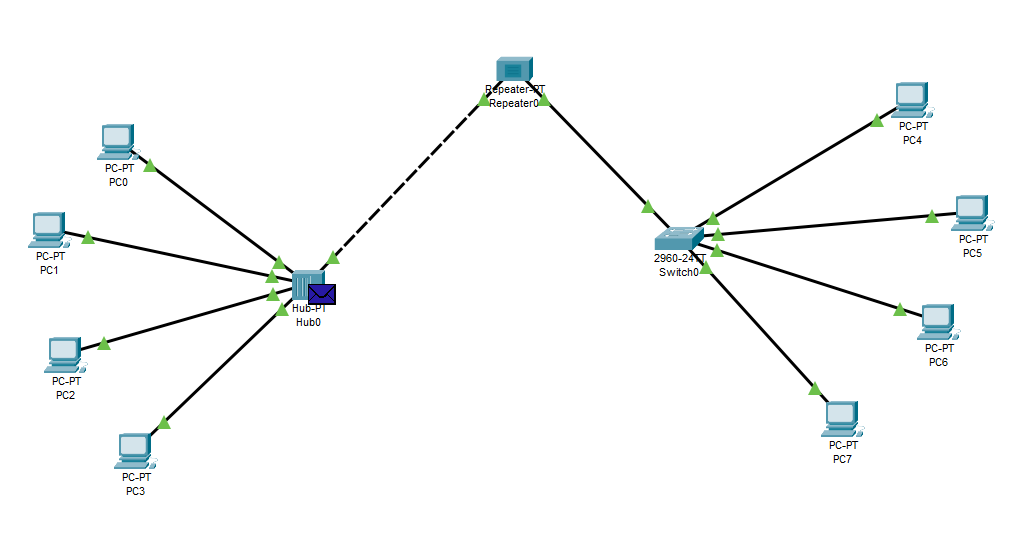 Repeater-PT
Repeater0
PC-PT
PC4
PC-PT
PC0
PC-PT
PC5
PC-PT
PC1
2960-24TT
Switch0
Hub-PT
Hub0
PC-PT
PC6
PC-PT
PC2
PC-PT
PC7
PC-PT
PC3